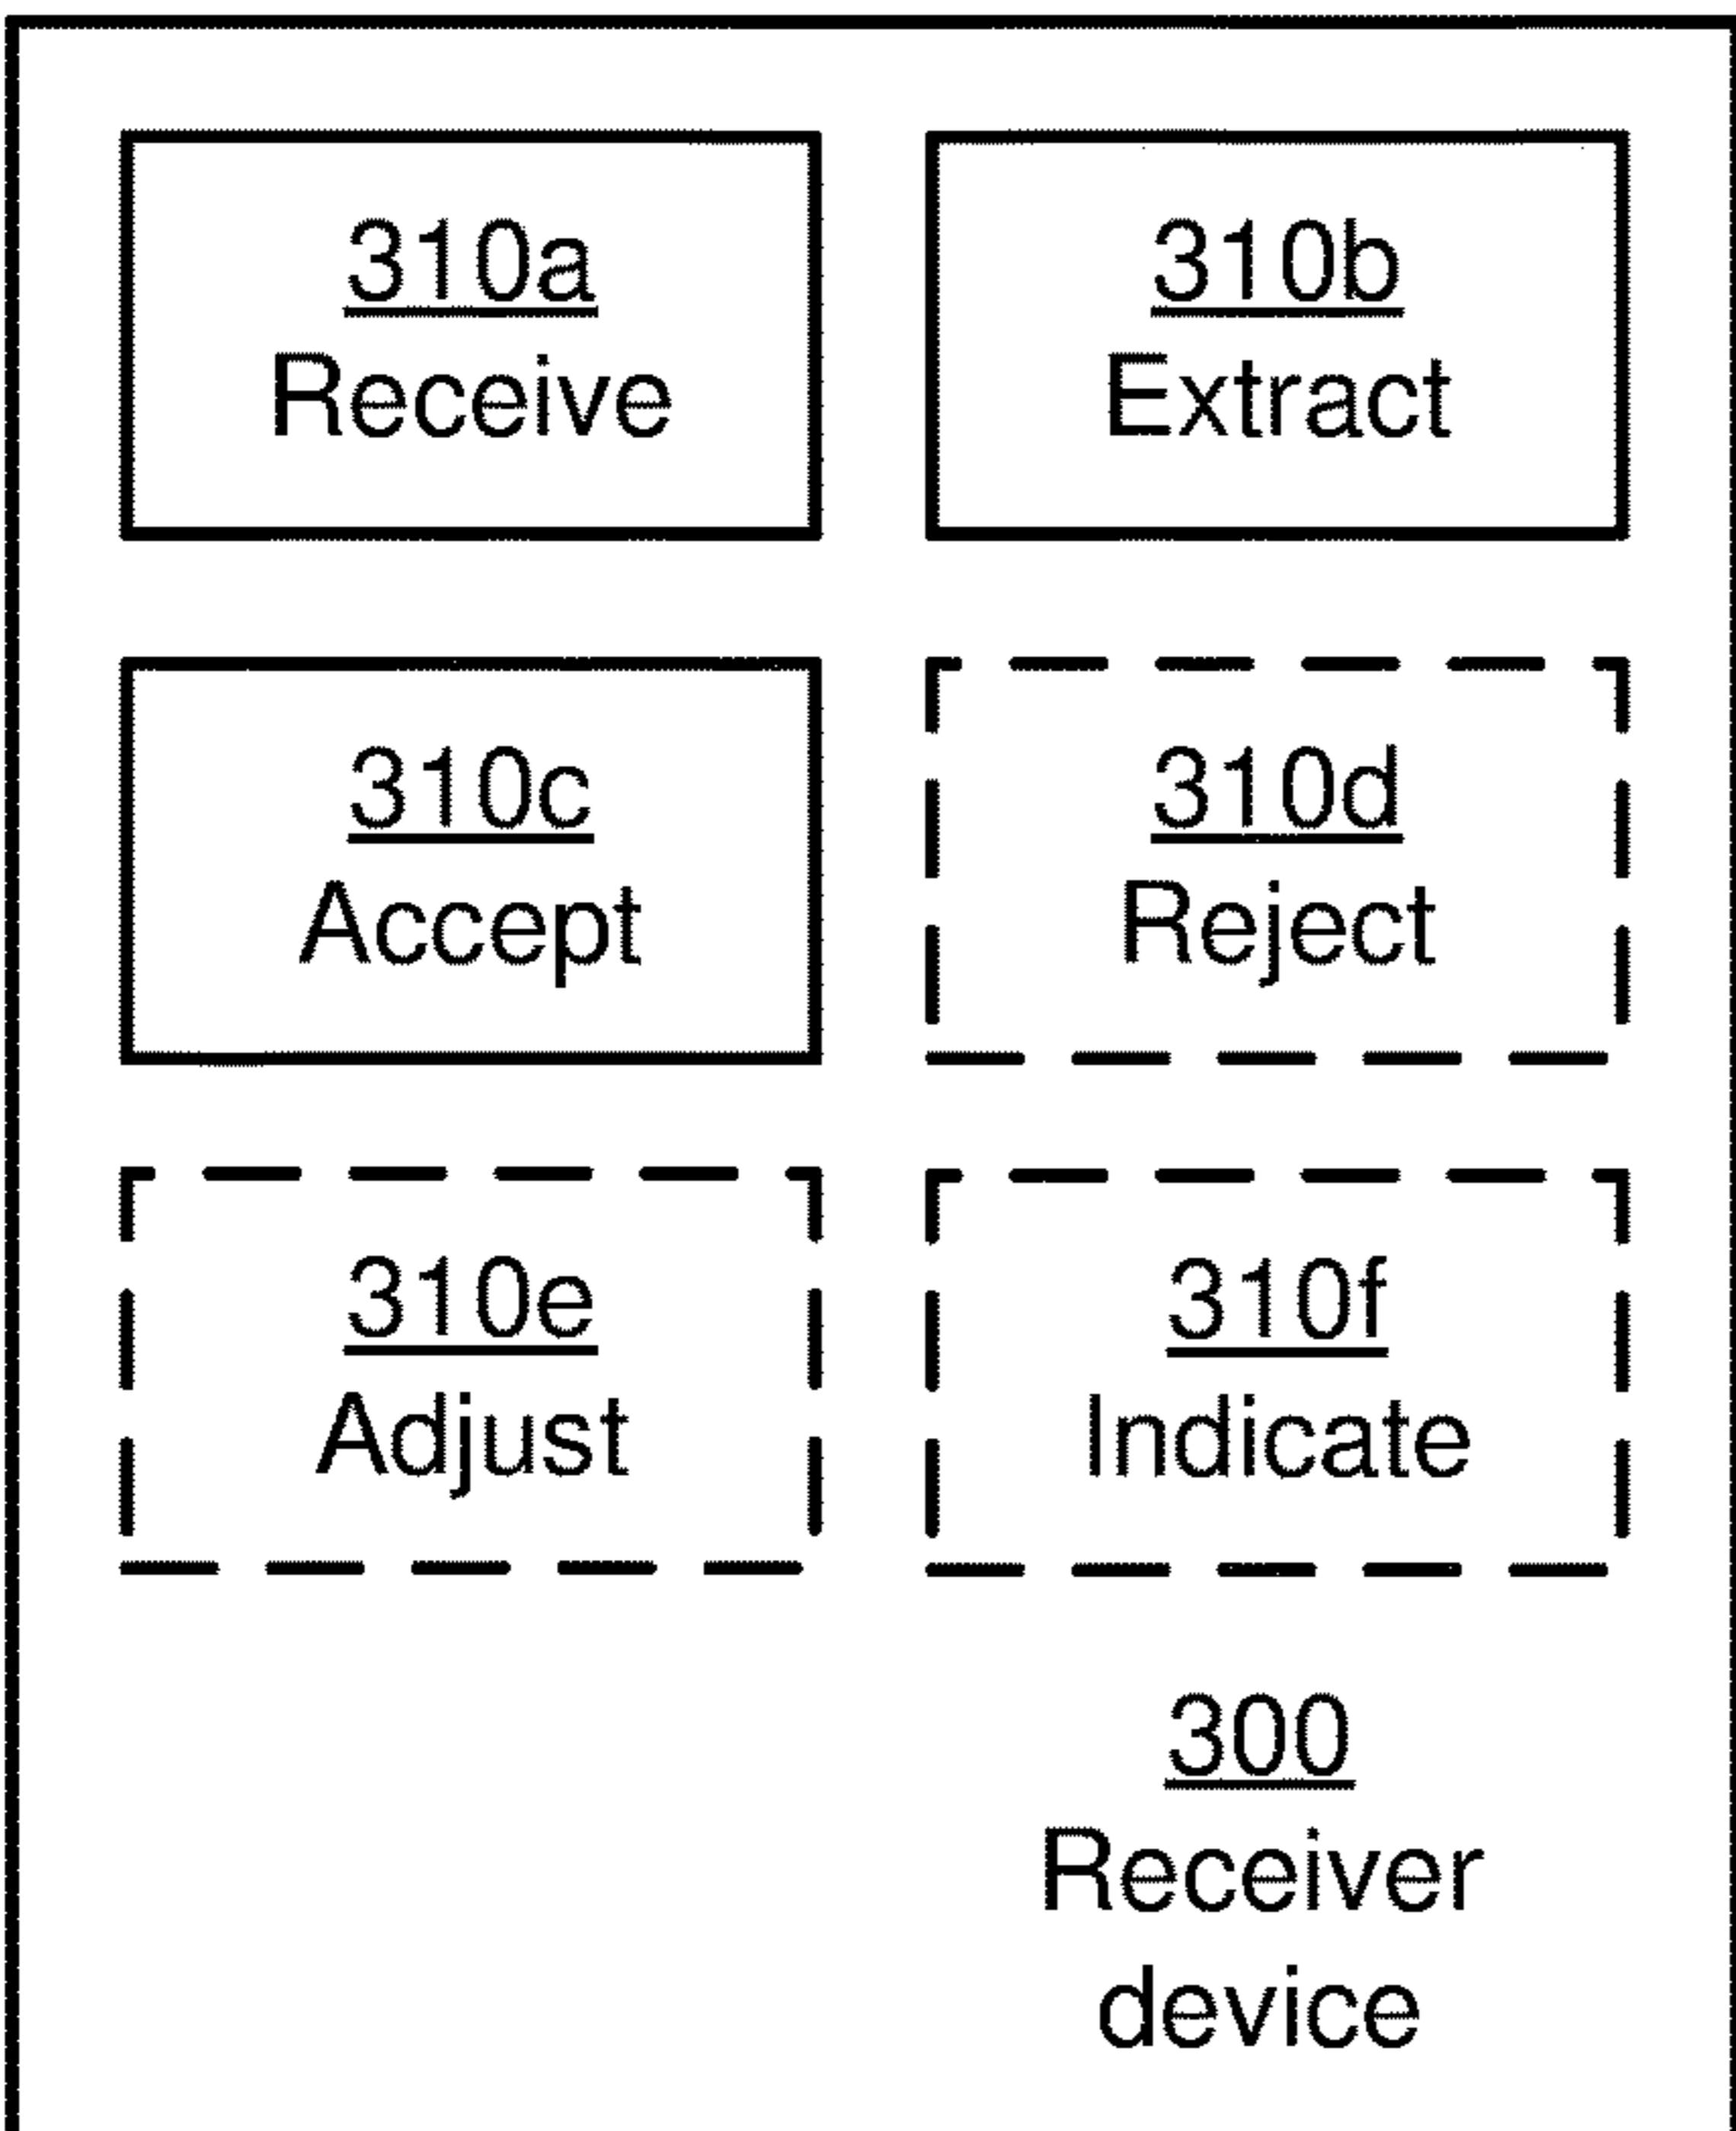 310a
Receive
310b
Extract
310c
Accept
310d
Reject
310e
Adjust
310f
Indicate
300
Receiver
device